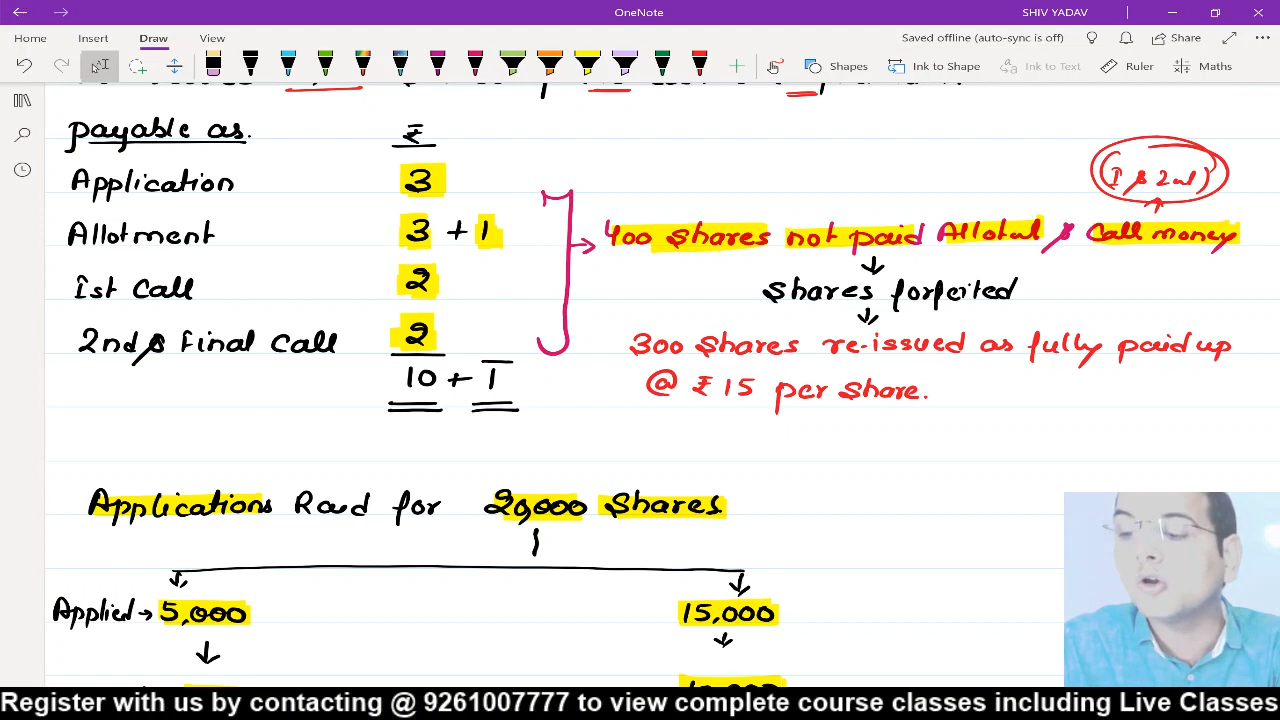 OneNote
SHIV YADAV
Home Insert Draw View
Saved offline (auto-sync is off)
Share
Shapes
Ink to Shape
Ink to Text
Ruler
Maths
payable as. ₹
Application 3
Allotment 3 + 1
Ist Call 2
2nd & Final Call 2
10 + 1
(I & 2nd)
400 Shares not paid & Call money
Shares forfeited
300 Shares re-issued as fully paid up
@ ₹ 15 per share.
Applications for 20,000 Shares
Applied → 5,000 15,000
Register with us by contacting @ 9261007777 to view complete course classes including Live Classes